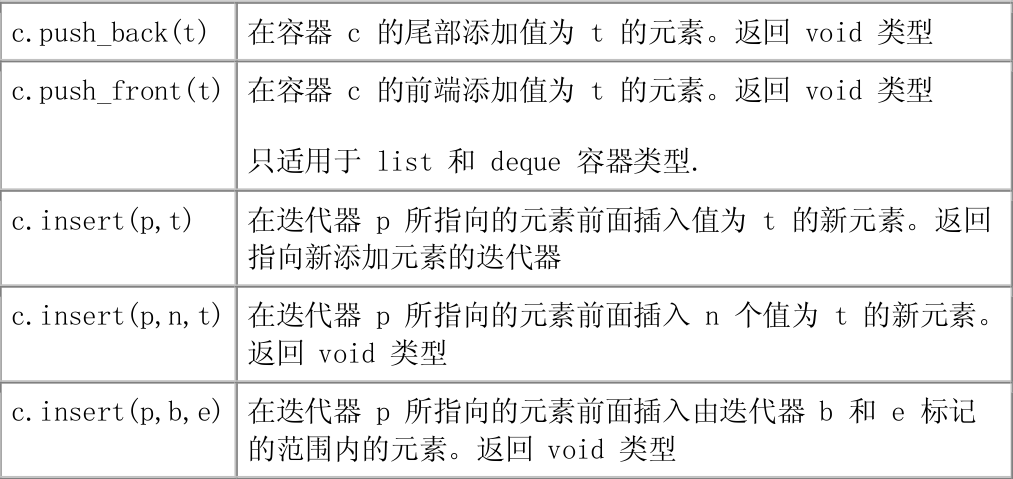 c.push_back(t) 在容器 c 的尾部添加值为 t 的元素。返回 void 类型
c.push_front(t) 在容器 c 的前端添加值为 t 的元素。返回 void 类型
只适用于 list 和 deque 容器类型.
c.insert(p,t) 在迭代器 p 所指向的元素前面插入值为 t 的新元素。返回
指向新添加元素的迭代器
c.insert(p,n,t) 在迭代器 p 所指向的元素前面插入 n 个值为 t 的新元素。
返回 void 类型
c.insert(p,b,e) 在迭代器 p 所指向的元素前面插入由迭代器 b 和 e 标记
的范围内的元素。返回 void 类型